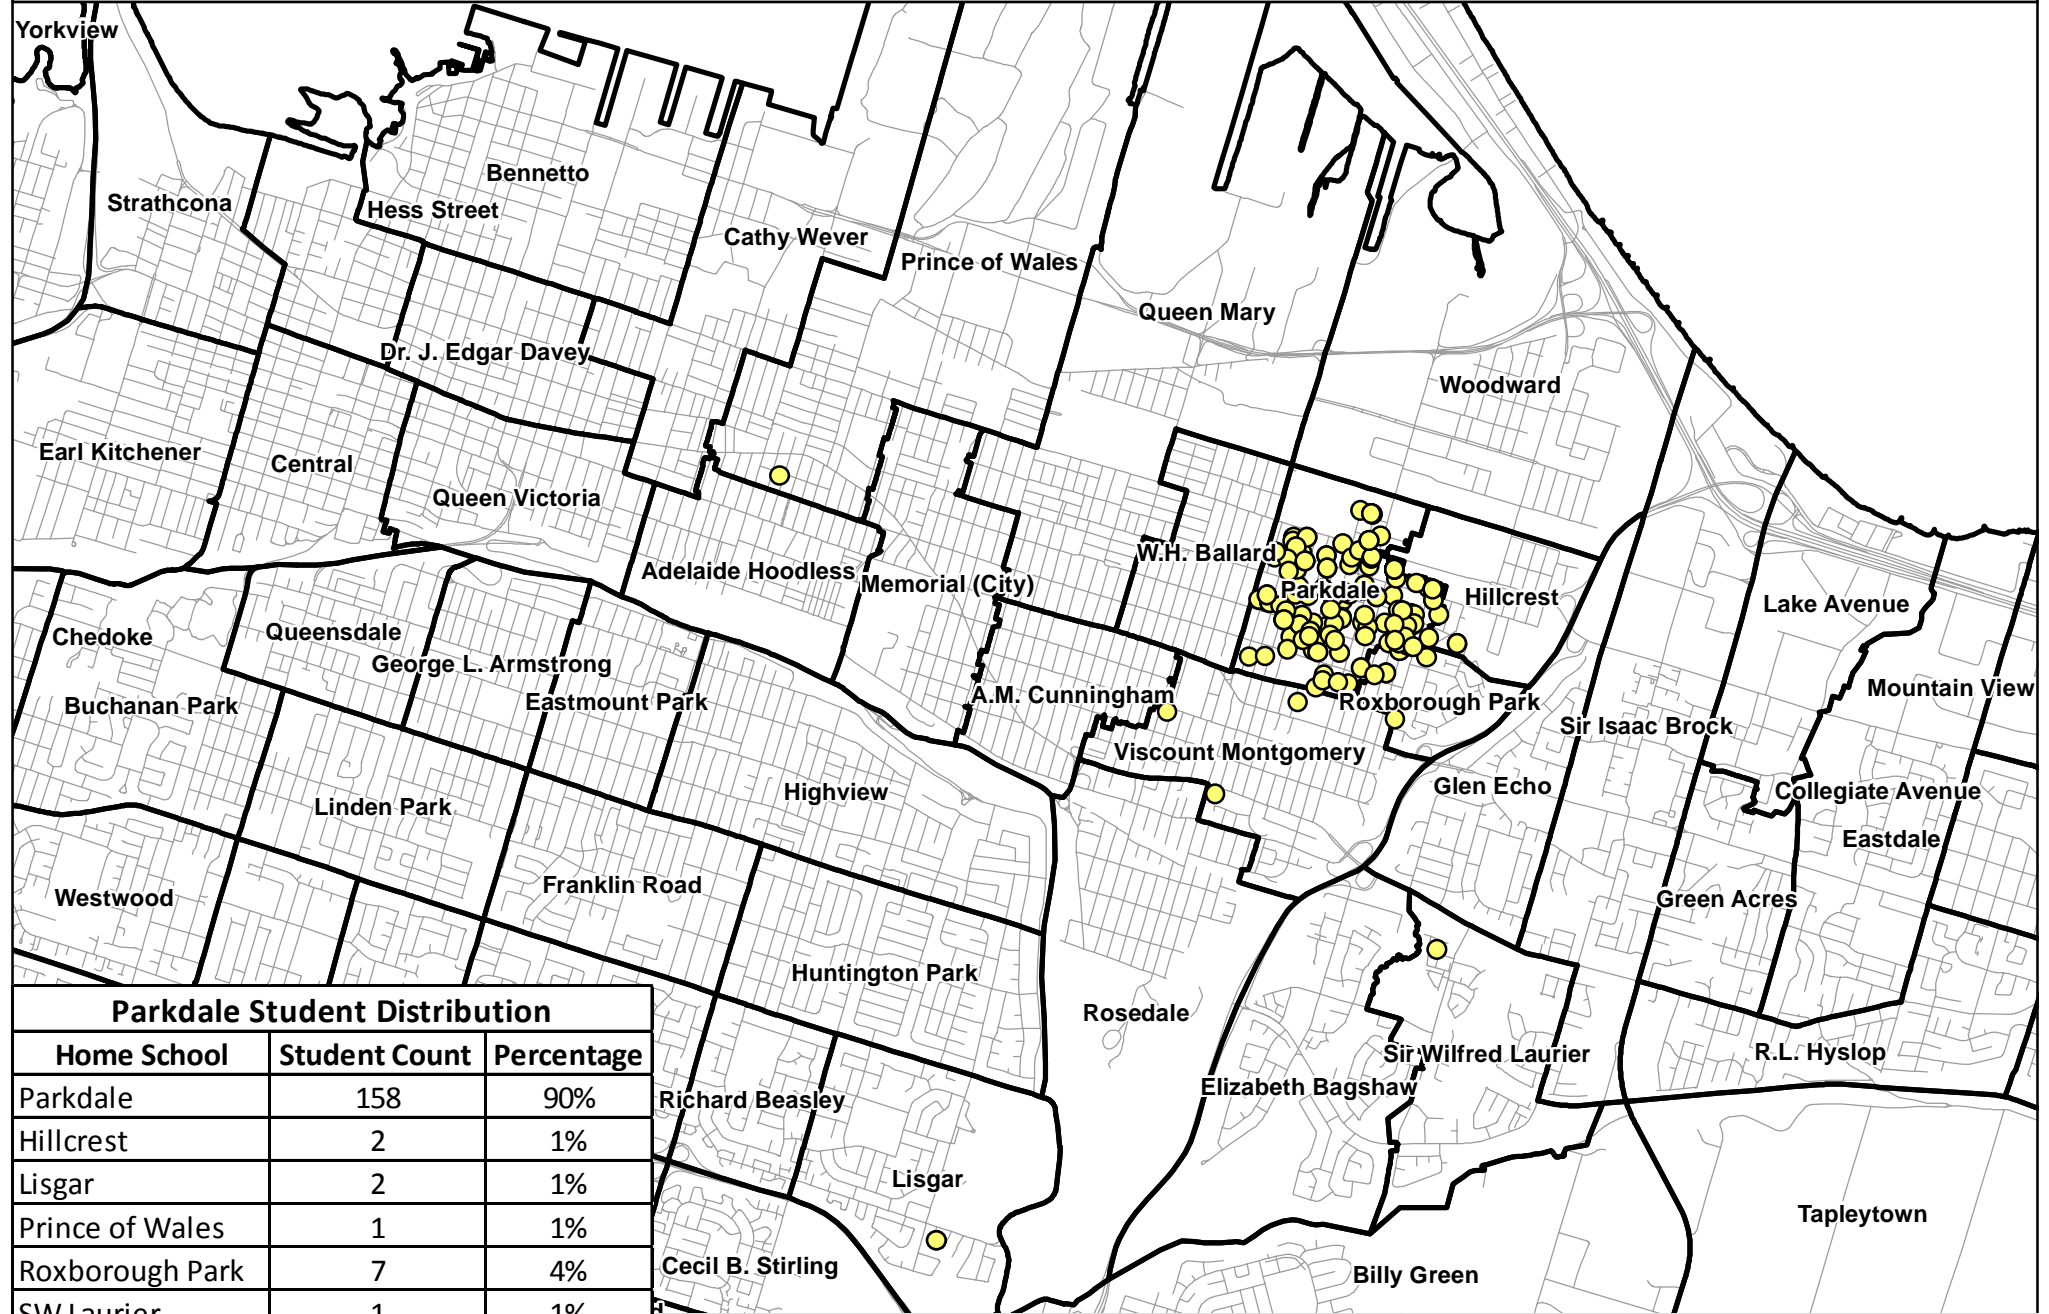 Yorkview
Bennetto
Strathcona
Hess Street
Cathy Wever
Prince of Wales
Queen Mary
Dr. J. Edgar Davey
Woodward
Earl Kitchener
Central
Queen Victoria
W.H. Ballard
Adelaide Hoodless
Memorial (City)
Parkdale
Hillcrest
Lake Avenue
Chedoke
Queensdale
George L. Armstrong
Buchanan Park
Eastmount Park
A.M. Cunningham
Roxborough Park
Mountain View
Sir Isaac Brock
Viscount Montgomery
Linden Park
Highview
Glen Echo
Collegiate Avenue
Eastdale
Westwood
Franklin Road
Green Acres
Huntington Park
Rosedale
Sir Wilfred Laurier
R.L. Hyslop
Elizabeth Bagshaw
Richard Beasley
Lisgar
Tapleytown
Cecil B. Stirling
Billy Green
Parkdale Student Distribution
Home School Student Count Percentage
Parkdale 158 90%
Hillcrest 2 1%
Lisgar 2 1%
Prince of Wales 1 1%
Roxborough Park 7 4%
SW Laurier 1 1%